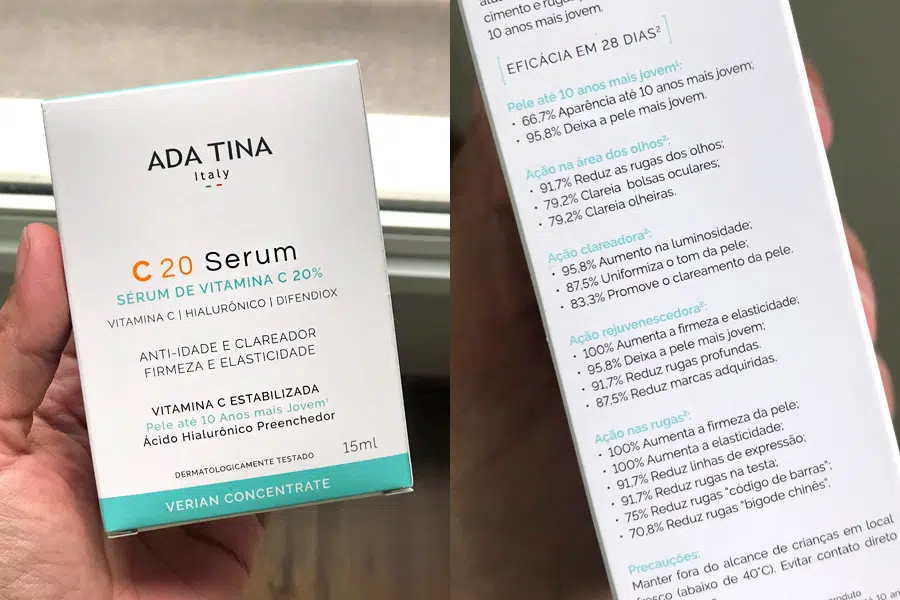 ADA TINA
Italy
C 20 Serum
SÉRUM DE VITAMINA C 20%
VITAMINA C | HIALURÔNICO | DIFENDIOX
ANTI-IDADE E CLAREADOR
FIRMEZA E ELASTICIDADE
VITAMINA C ESTABILIZADA
Pele até 10 Anos mais Jovem¹
Ácido Hialurônico Preenchedor
15ml
DERMATOLOGICAMENTE TESTADO
VERIAN CONCENTRATE
cimento e rugas
10 anos mais jovem.
EFICÁCIA EM 28 DIAS²
Pele até 10 anos mais jovem¹:
• 66.7% Aparência até 10 anos mais jovem;
• 95.8% Deixa a pele mais jovem.
Ação na área dos olhos²:
• 91.7% Reduz as rugas dos olhos;
• 79.2% Clareia bolsas oculares;
• 79.2% Clareia olheiras.
Ação clareadora²:
• 95.8% Aumento na luminosidade;
• 87.5% Uniformiza o tom da pele;
• 83.3% Promove o clareamento da pele.
Ação rejuvenescedora²:
• 100% Aumenta a firmeza e elasticidade;
• 95.8% Deixa a pele mais jovem;
• 91.7% Reduz rugas profundas.
• 87.5% Reduz marcas adquiridas.
Ação nas rugas²:
• 100% Aumenta a firmeza da pele;
• 100% Aumenta a elasticidade;
• 91.7% Reduz linhas de expressão;
• 91.7% Reduz rugas na testa;
• 75% Reduz rugas "código de barras";
• 70,8% Reduz rugas "bigode chinês".
Precauções:
Manter fora do alcance de crianças em local
fresco (abaixo de 40°C). Evitar contato direto